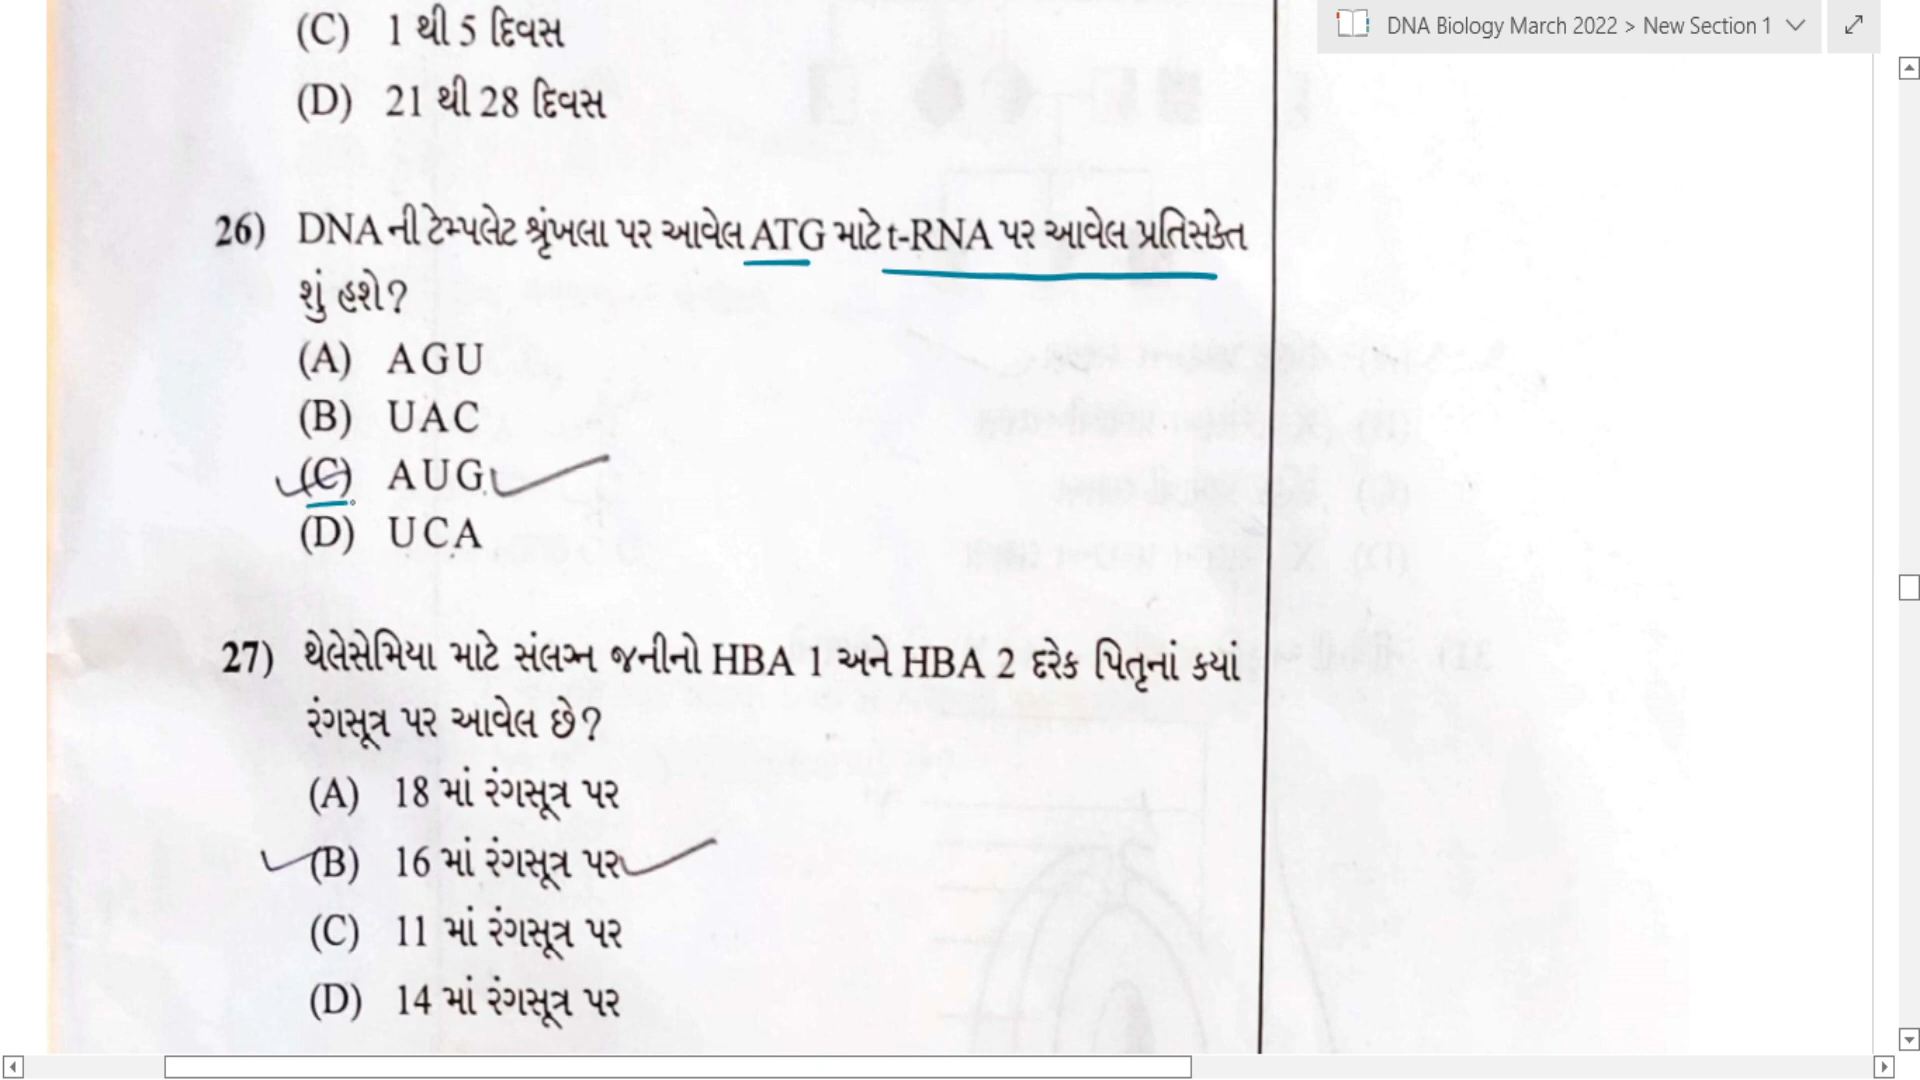 DNA Biology March 2022 > New Section 1
(C) 1 થી 5 દિવસ
(D) 21 થી 28 દિવસ
26) DNA ની ટેમ્પલેટ શ્રૃંખલા પર આવેલ ATG માટે t-RNA પર આવેલ પ્રતિસંકેત
શું હશે?
(A) AGU
(B) UAC
(C) AUG
(D) UCA
27) થેલેસેમિયા માટે સંલગ્ન જનીનો HBA 1 અને HBA 2 દરેક પિતૃનાં કયાં
રંગસૂત્ર પર આવેલ છે?
(A) 18 માં રંગસૂત્ર પર
(B) 16 માં રંગસૂત્ર પર
(C) 11 માં રંગસૂત્ર પર
(D) 14 માં રંગસૂત્ર પર